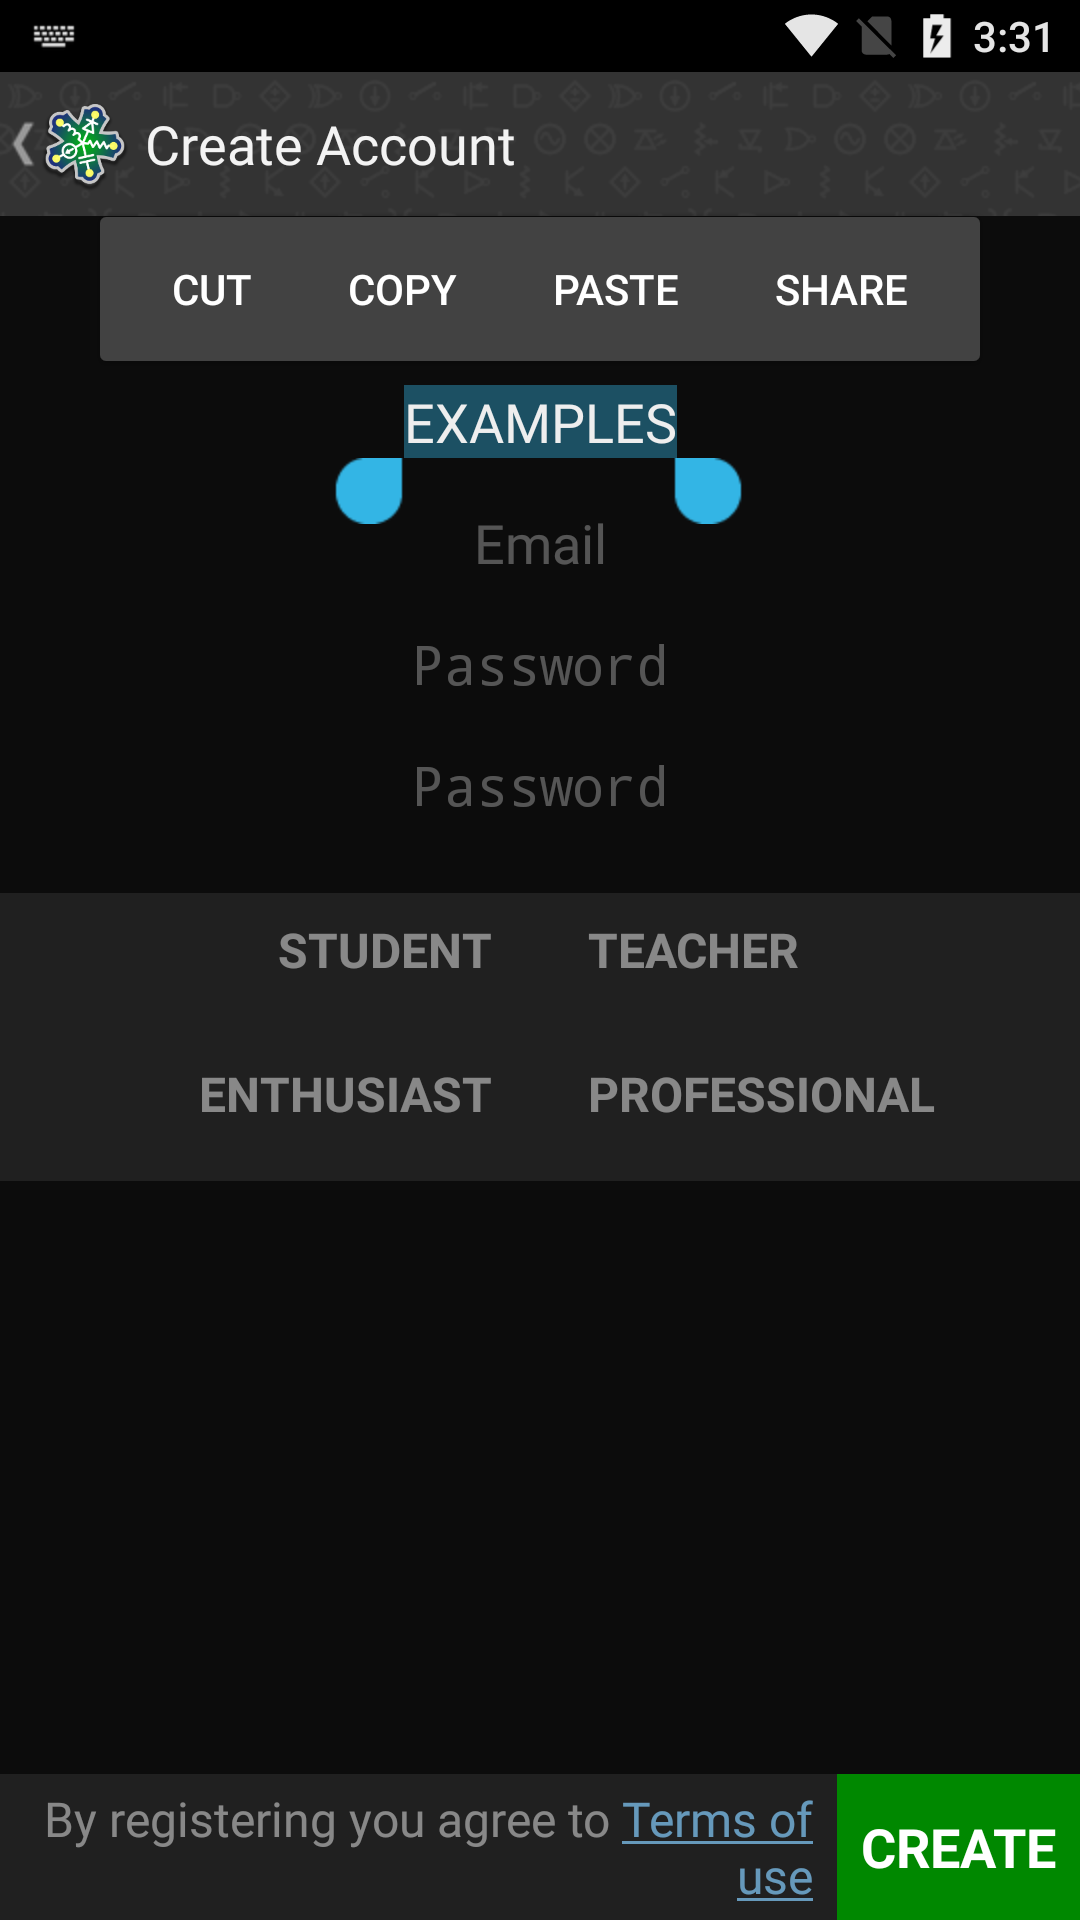 3:31
Create Account
CUT COPY PASTE SHARE
EXAMPLES
Email
Password
Password
STUDENT TEACHER
ENTHUSIAST PROFESSIONAL
By registering you agree to Terms of
use
CREATE